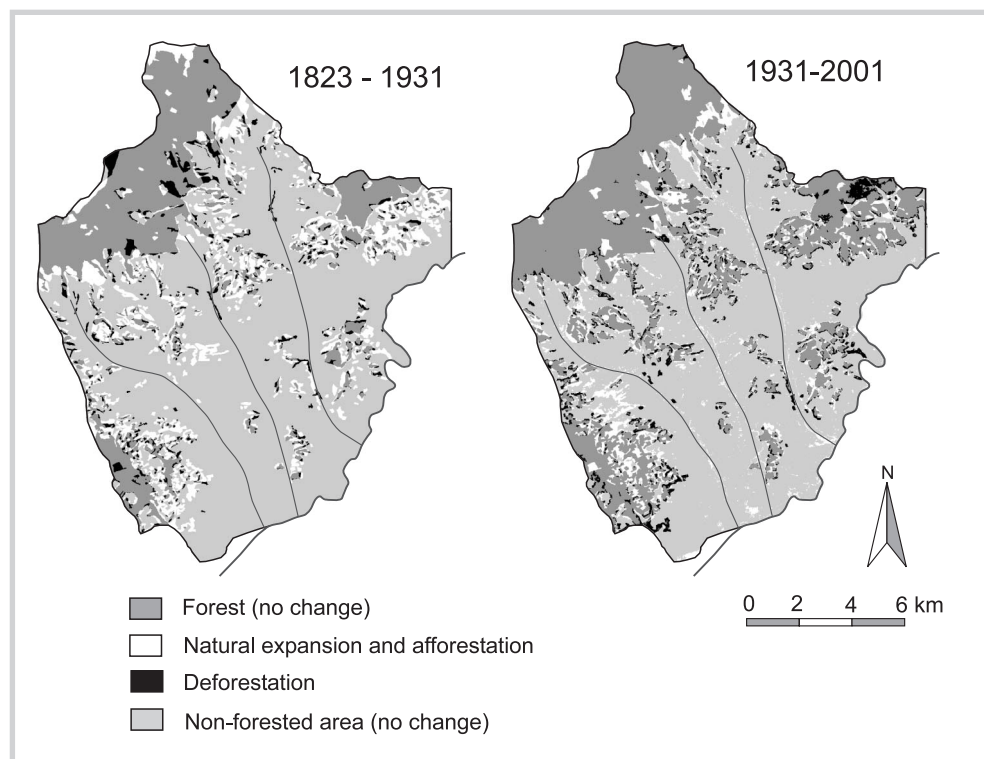 1823 - 1931
1931-2001
N
0 2 4 6 km
Forest (no change)
Natural expansion and afforestation
Deforestation
Non-forested area (no change)